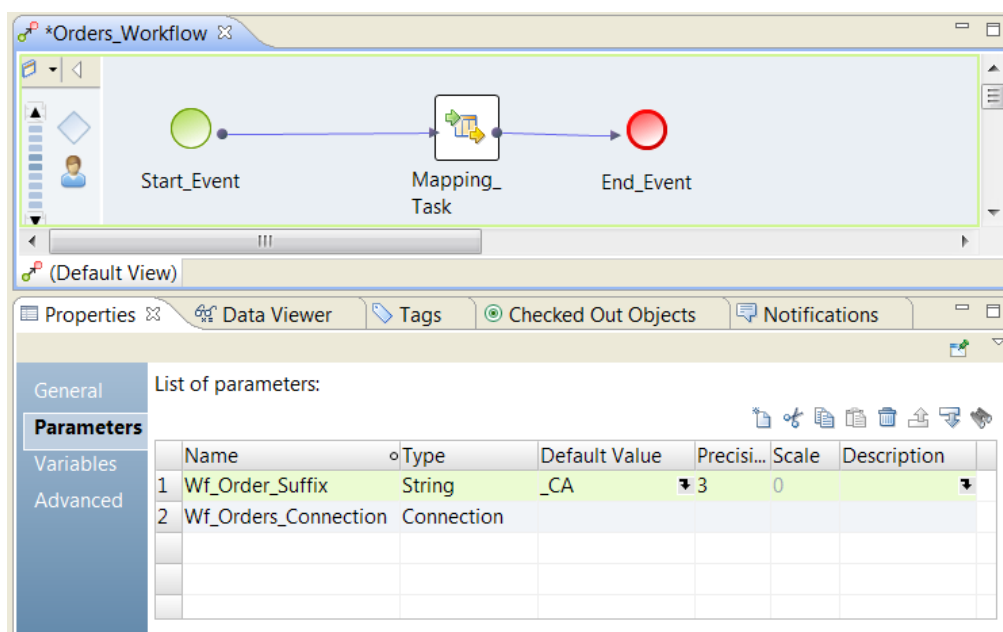 *Orders_Workflow
Start_Event
Mapping_
Task
End_Event
(Default View)
Properties Data Viewer Tags Checked Out Objects Notifications
General
Parameters
Variables
Advanced
List of parameters:
Name Type Default Value Precisi... Scale Description
1 Wf_Order_Suffix String _CA 3 0
2 Wf_Orders_Connection Connection